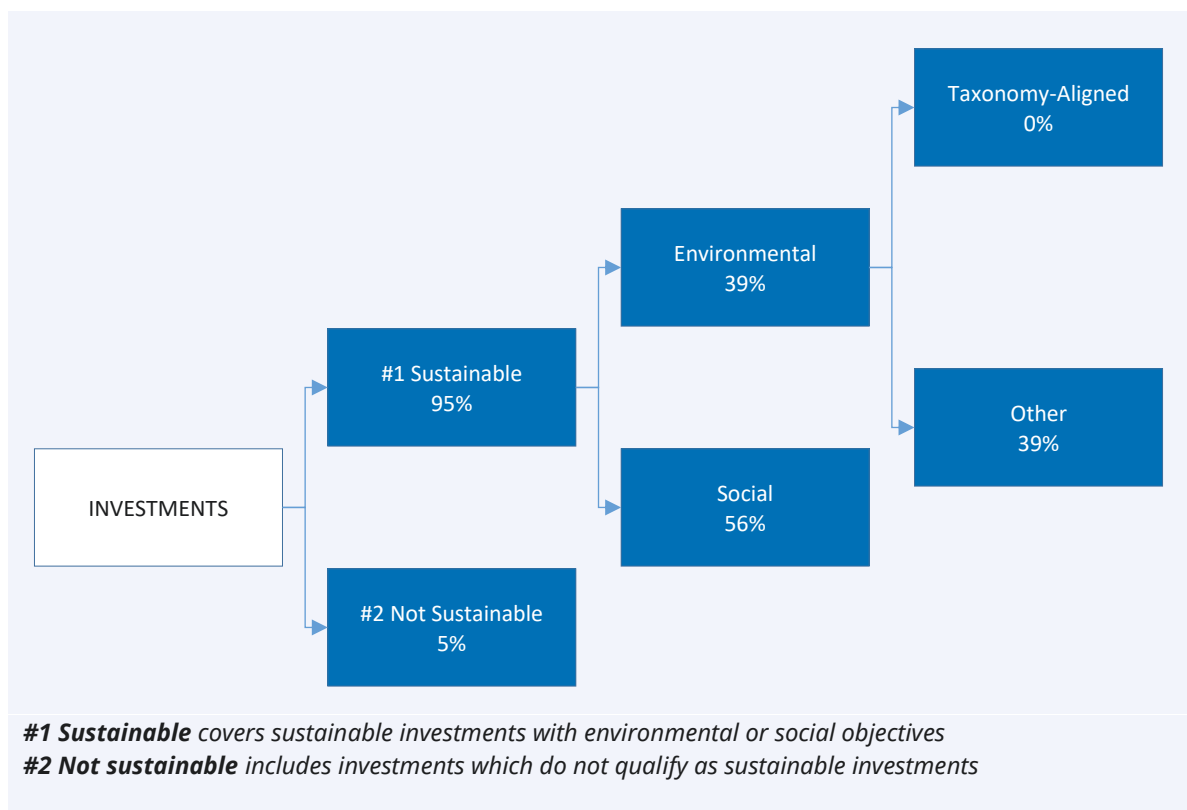 Taxonomy-Aligned
0%
Environmental
39%
#1 Sustainable
95%
Other
39%
INVESTMENTS
Social
56%
#2 Not Sustainable
5%
#1 Sustainable covers sustainable investments with environmental or social objectives
#2 Not sustainable includes investments which do not qualify as sustainable investments